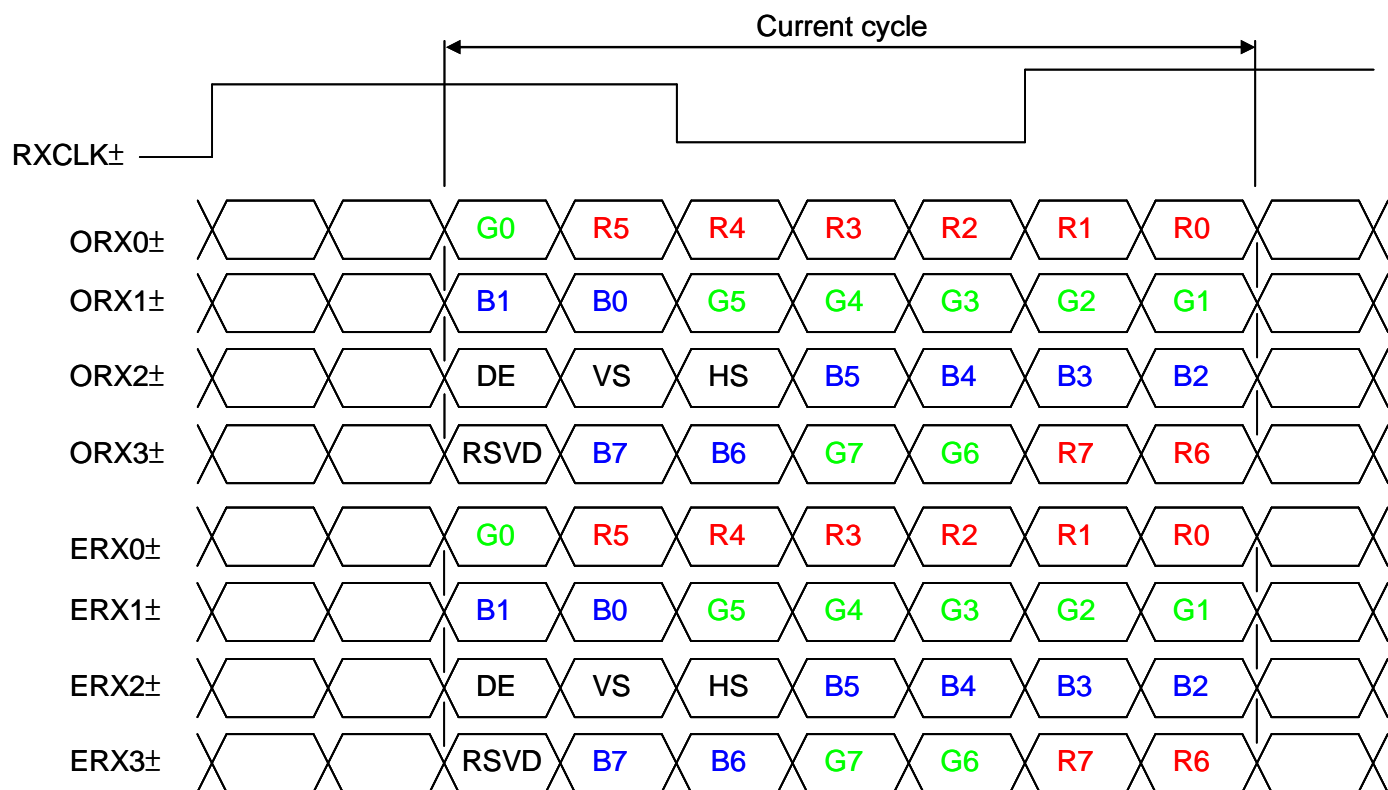 Current cycle
RXCLK±
ORX0± G0 R5 R4 R3 R2 R1 R0
ORX1± B1 B0 G5 G4 G3 G2 G1
ORX2± DE VS HS B5 B4 B3 B2
ORX3± RSVD B7 B6 G7 G6 R7 R6
ERX0± G0 R5 R4 R3 R2 R1 R0
ERX1± B1 B0 G5 G4 G3 G2 G1
ERX2± DE VS HS B5 B4 B3 B2
ERX3± RSVD B7 B6 G7 G6 R7 R6